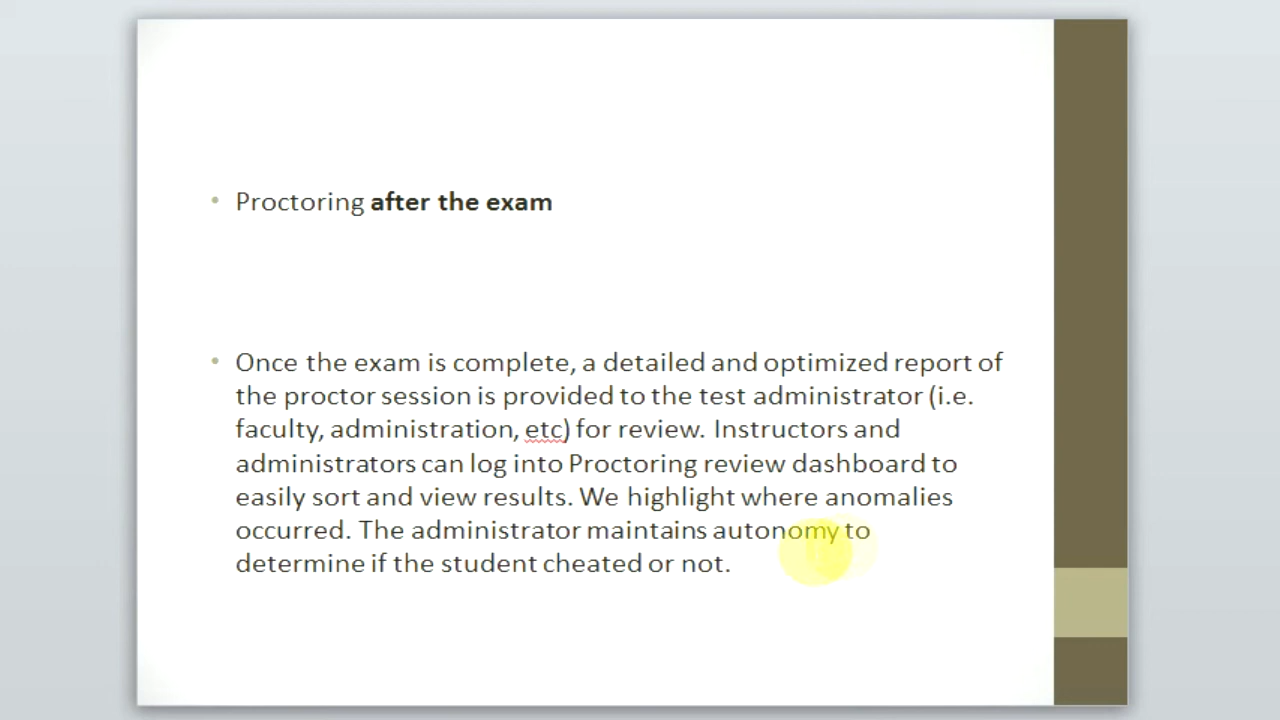 • Proctoring after the exam
• Once the exam is complete, a detailed and optimized report of
the proctor session is provided to the test administrator (i.e.
faculty, administration, etc) for review. Instructors and
administrators can log into Proctoring review dashboard to
easily sort and view results. We highlight where anomalies
occurred. The administrator maintains autonomy to
determine if the student cheated or not.